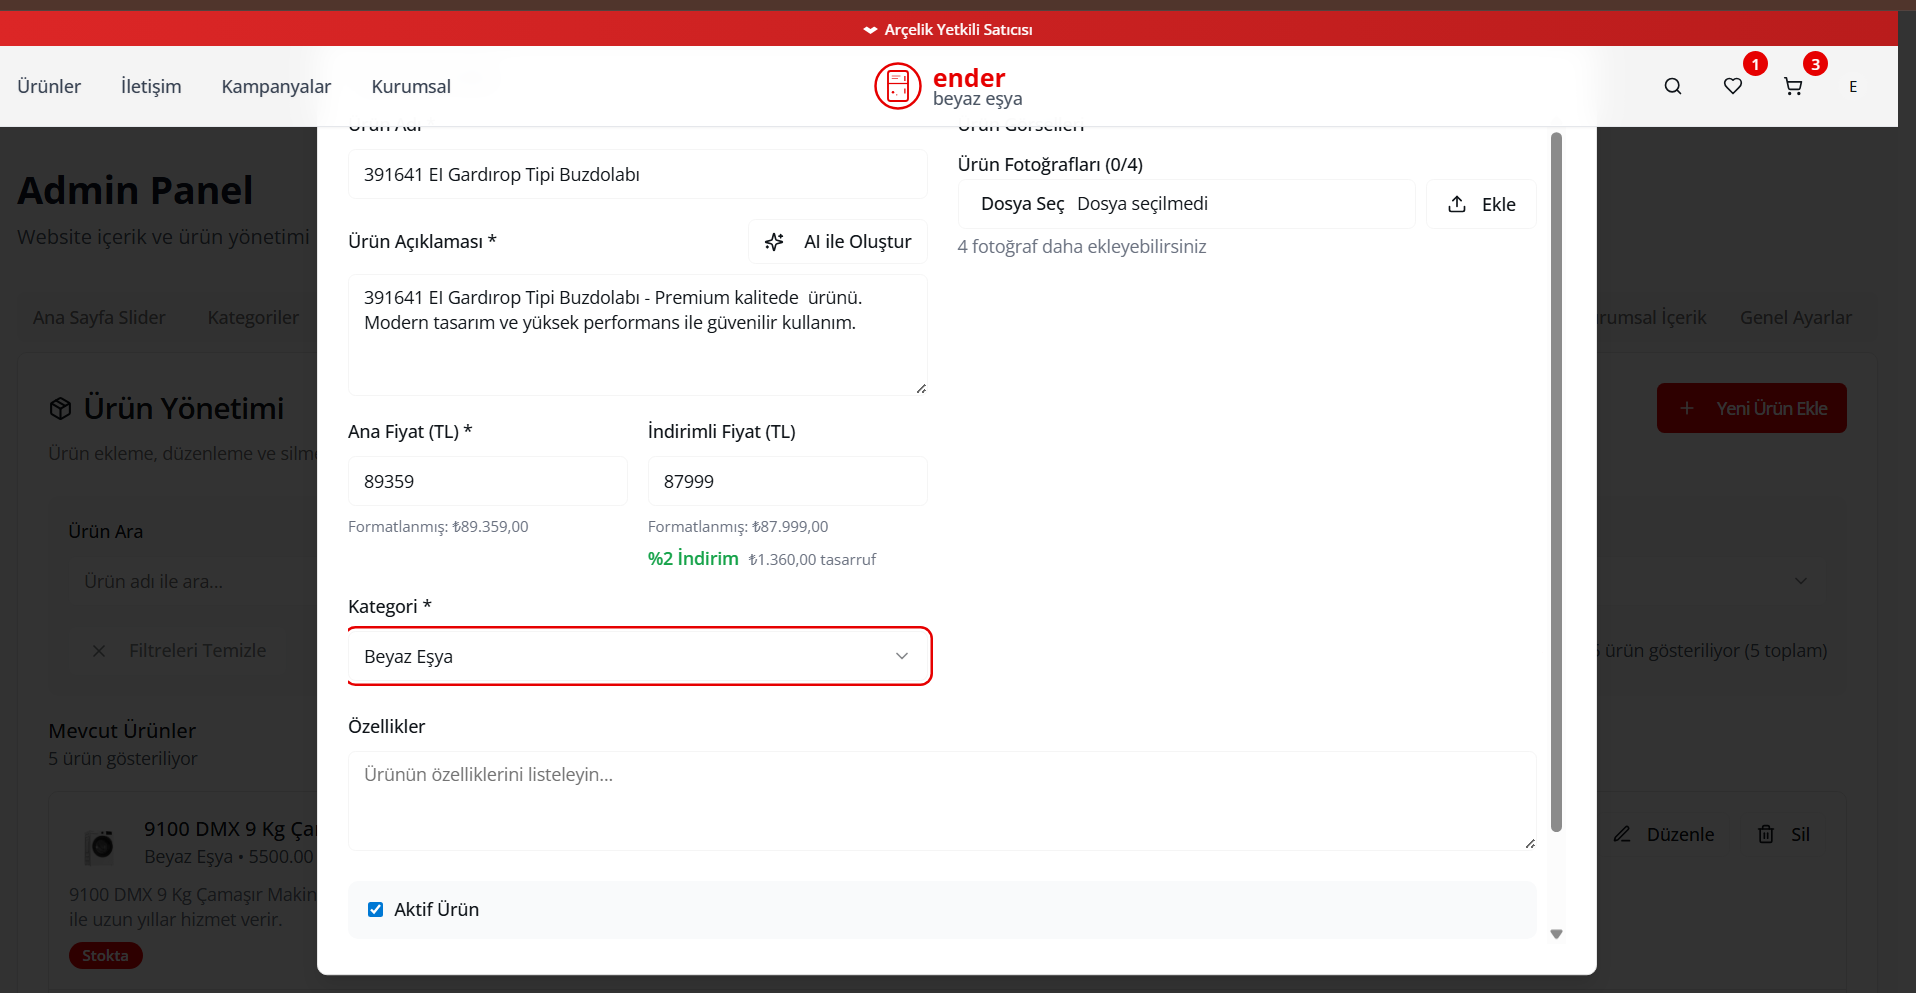 Arçelik Yetkili Satıcısı
Ürünler
İletişim
Kampanyalar
Kurumsal
ender
beyaz eşya
1
3
E
Admin Panel
Website içerik ve ürün yönetimi
Ana Sayfa Slider
Kategoriler
rumsal İçerik
Genel Ayarlar
Ürün Yönetimi
Ürün ekleme, düzenleme ve silme
Yeni Ürün Ekle
Ürün Ara
Ürün adı ile ara...
Filtreleri Temizle
ürün gösteriliyor (5 toplam)
Mevcut Ürünler
5 ürün gösteriliyor
9100 DMX 9 Kg Ça
Beyaz Eşya • 5500.00
9100 DMX 9 Kg Çamaşır Makin
ile uzun yıllar hizmet verir.
Stokta
Düzenle
Sil
Ürün Adı
391641 EI Gardırop Tipi Buzdolabı
Ürün Açıklaması *
AI ile Oluştur
391641 EI Gardırop Tipi Buzdolabı - Premium kalitede  ürünü.
Modern tasarım ve yüksek performans ile güvenilir kullanım.
Ana Fiyat (TL) *
İndirimli Fiyat (TL)
89359
87999
Formatlanmış: ₺89.359,00
Formatlanmış: ₺87.999,00
%2 İndirim ₺1.360,00 tasarruf
Kategori *
Beyaz Eşya
Özellikler
Ürünün özelliklerini listeleyin...
Aktif Ürün
Ürün Görselleri
Ürün Fotoğrafları (0/4)
Dosya Seç Dosya seçilmedi
Ekle
4 fotoğraf daha ekleyebilirsiniz